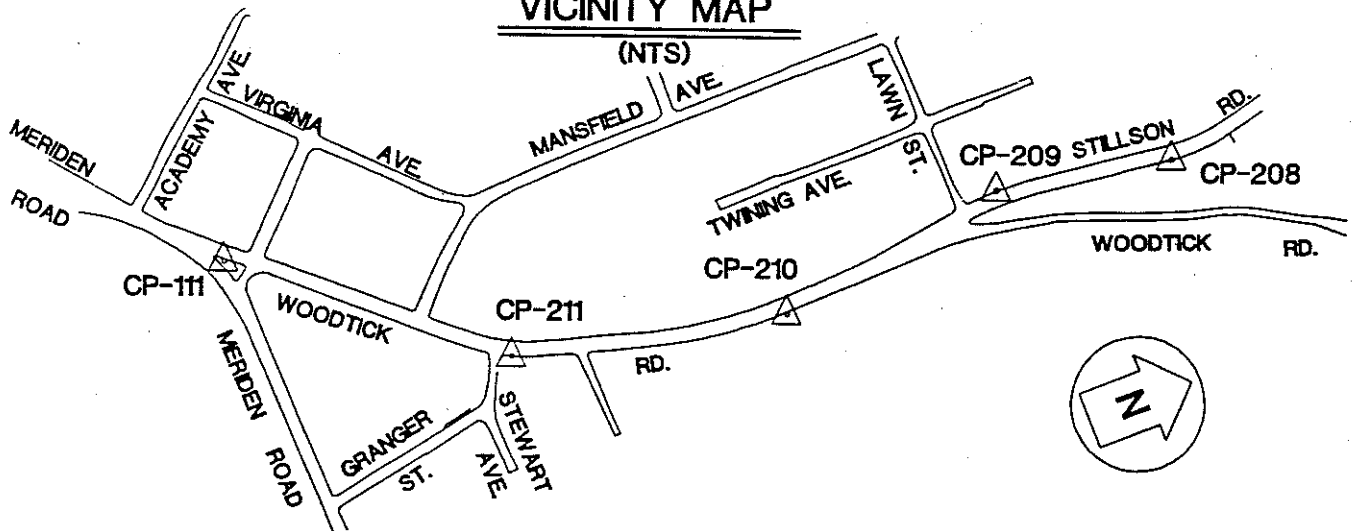 VICINITY MAP
(NTS)
MERIDEN
ROAD
ACADEMY
AVE.
VIRGINIA
AVE.
MANSFIELD
AVE.
LAWN
ST.
TWINING AVE.
CP-209
STILLSON
RD.
CP-208
WOODTICK
RD.
CP-111
WOODTICK
CP-211
CP-210
RD.
MERIDEN
ROAD
GRANGER
ST.
STEWART
AVE.
N